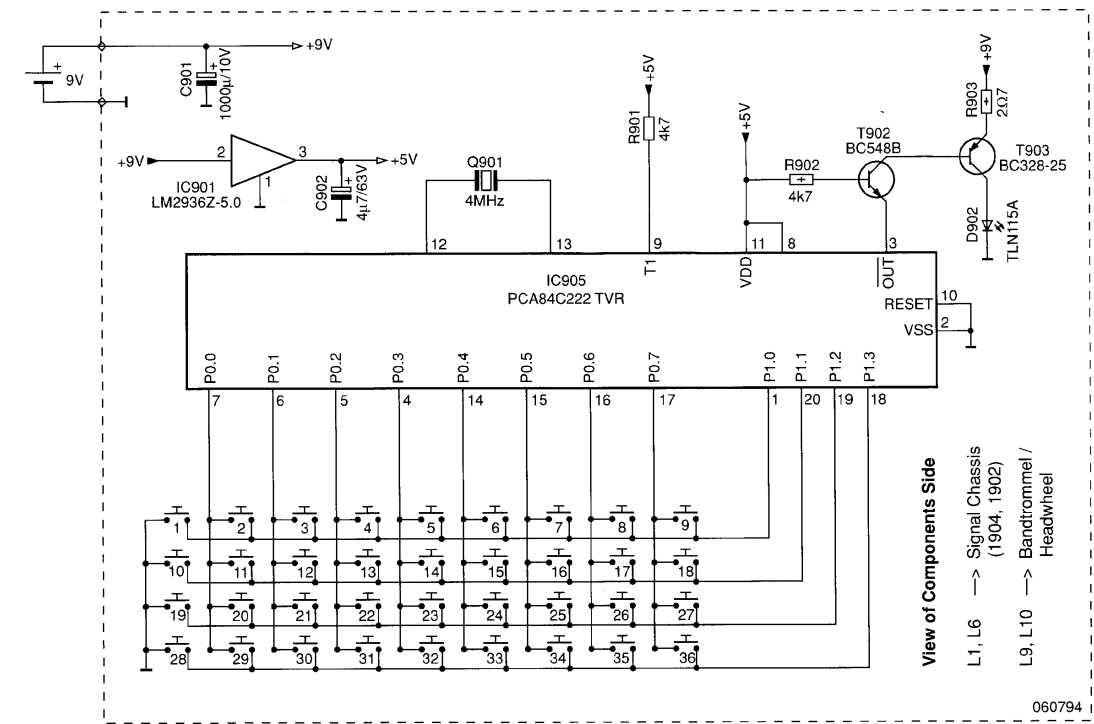 +9V
+
9V
+
C901
1000µ/10V
+9V
2
3
1
IC901
LM2936Z-5.0
+5V
+
C902
4µ7/63V
Q901
4MHz
+5V
R901
4k7
+5V
R902
4k7
T902
BC548B
+9V
R903
2Ω7
T903
BC328-25
D902
TLN115A
12
13
9
11
8
3
T1
VDD
OUT
IC905
PCA84C222 TVR
RESET
10
VSS
2
P0.0
P0.1
P0.2
P0.3
P0.4
P0.5
P0.6
P0.7
P1.0
P1.1
P1.2
P1.3
7
6
5
4
14
15
16
17
1
20
19
18
1 2 3 4 5 6 7 8 9
10 11 12 13 14 15 16 17 18
19 20 21 22 23 24 25 26 27
28 29 30 31 32 33 34 35 36
View of Components Side
L1, L6 —> Signal Chassis
(1904, 1902)
L9, L10 —> Bandtrommel /
Headwheel
060794